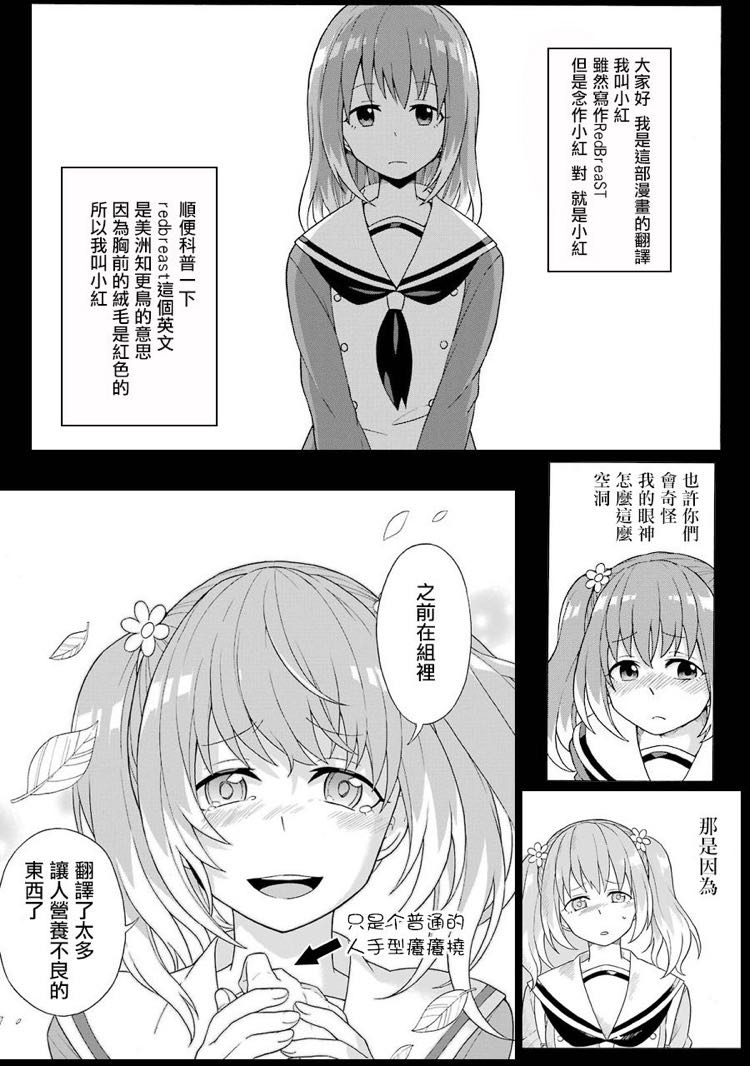 大家好 我是這部漫畫的翻譯
我叫小紅
雖然寫作RedBreaST
但是念作小紅 對 就是小紅
順便科普一下
redbreast這個英文
是美洲知更鳥的意思
因為胸前的絨毛是紅色的
所以我叫小紅
也許你們
會奇怪
我的眼神
怎麼這麼
空洞
那是因為
之前在組裡
翻譯了太多
讓人營養不良的
東西了
只是个普通的
人手型癢癢撓